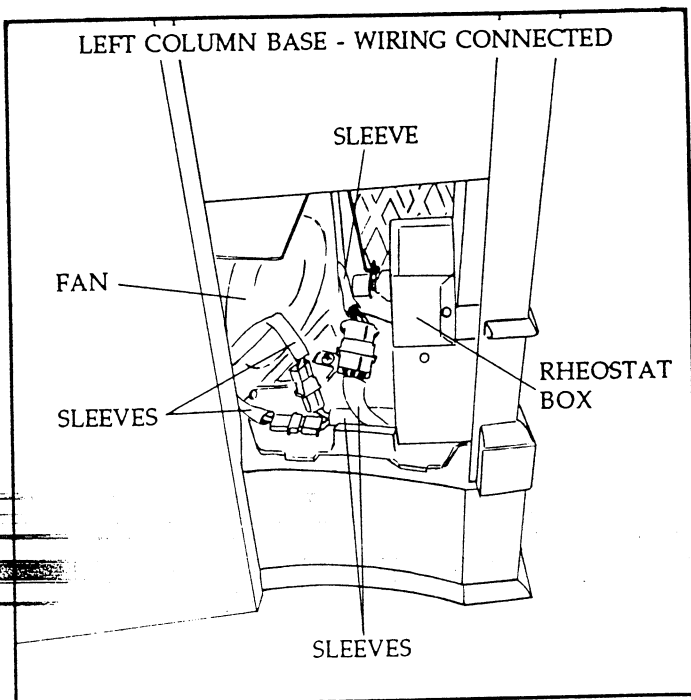 LEFT COLUMN BASE - WIRING CONNECTED
SLEEVE
FAN
RHEOSTAT
BOX
SLEEVES
SLEEVES